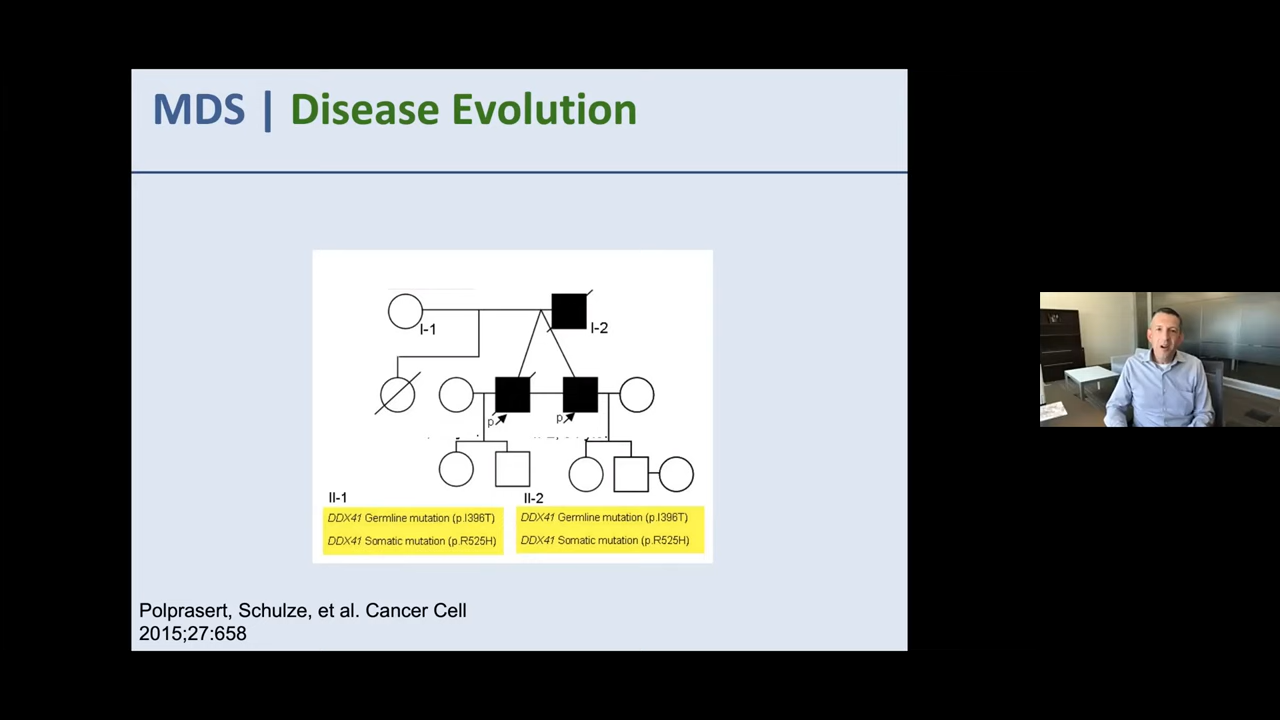 MDS | Disease Evolution
I-1
I-2
p
p
II-1
II-2
DDX41 Germline mutation (p.I396T)
DDX41 Somatic mutation (p.R525H)
DDX41 Germline mutation (p.I396T)
DDX41 Somatic mutation (p.R525H)
Polprasert, Schulze, et al. Cancer Cell
2015;27:658